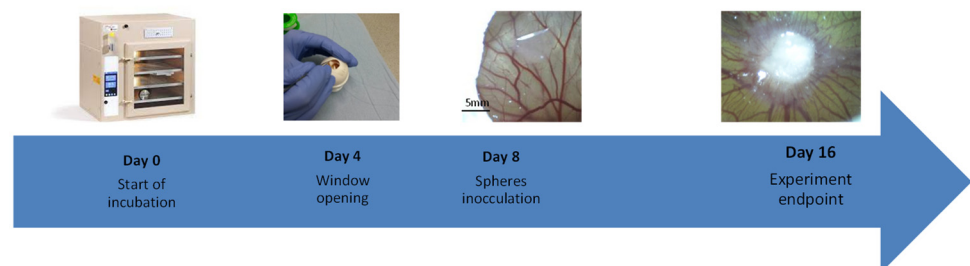 5mm
Day 0
Start of
incubation
Day 4
Window
opening
Day 8
Spheres
inocculation
Day 16
Experiment
endpoint